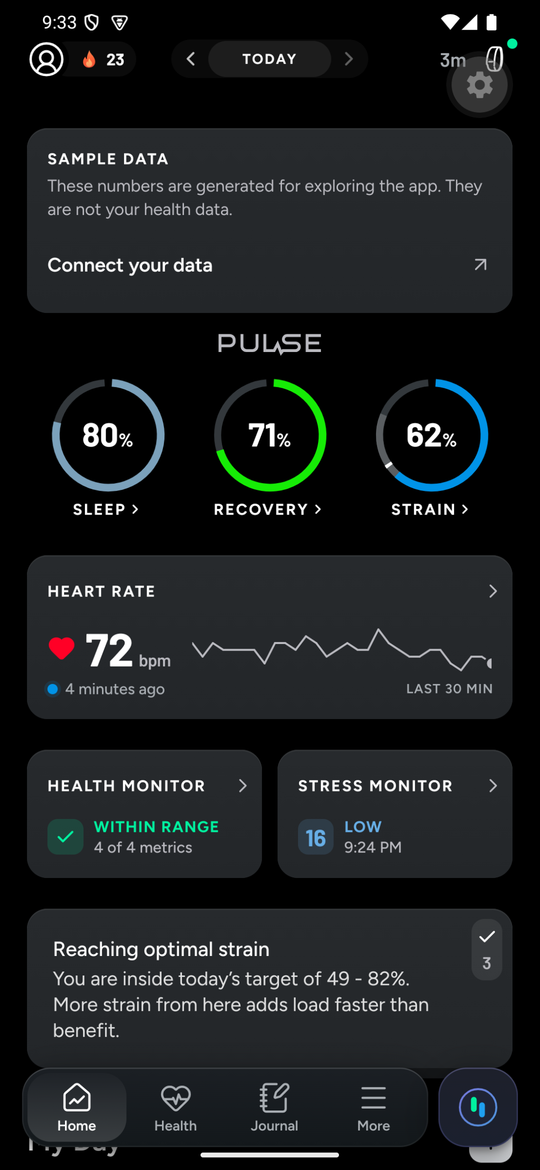 9:33
23
TODAY
3m
SAMPLE DATA
These numbers are generated for exploring the app. They
are not your health data.
Connect your data
PULSE
80%
71%
62%
SLEEP
RECOVERY
STRAIN
HEART RATE
72 bpm
4 minutes ago
LAST 30 MIN
HEALTH MONITOR
WITHIN RANGE
4 of 4 metrics
STRESS MONITOR
16
LOW
9:24 PM
Reaching optimal strain
3
You are inside today’s target of 49 - 82%.
More strain from here adds load faster than
benefit.
Home
Health
Journal
More
My Day